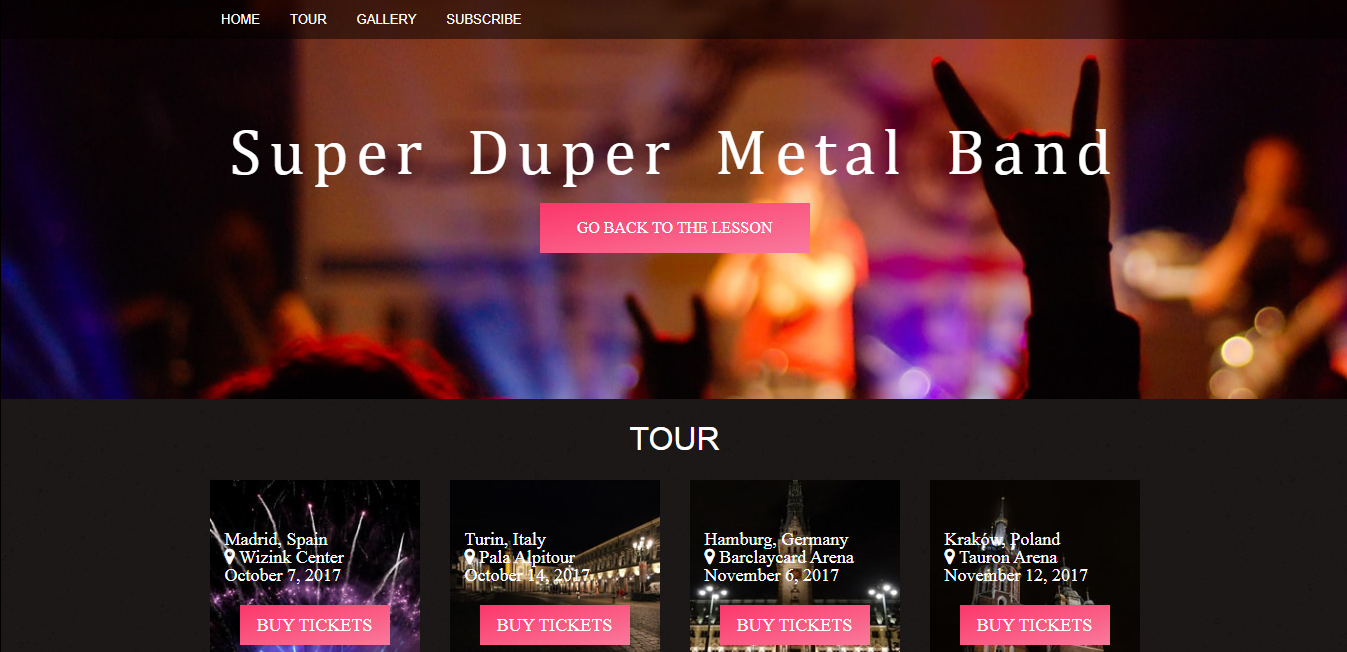 HOME TOUR GALLERY SUBSCRIBE
Super Duper Metal Band
GO BACK TO THE LESSON
TOUR
Madrid, Spain
Wizink Center
October 7, 2017
BUY TICKETS
Turin, Italy
Pala Alpitour
October 14, 2017
BUY TICKETS
Hamburg, Germany
Barclaycard Arena
November 6, 2017
BUY TICKETS
Kraków, Poland
Tauron Arena
November 12, 2017
BUY TICKETS